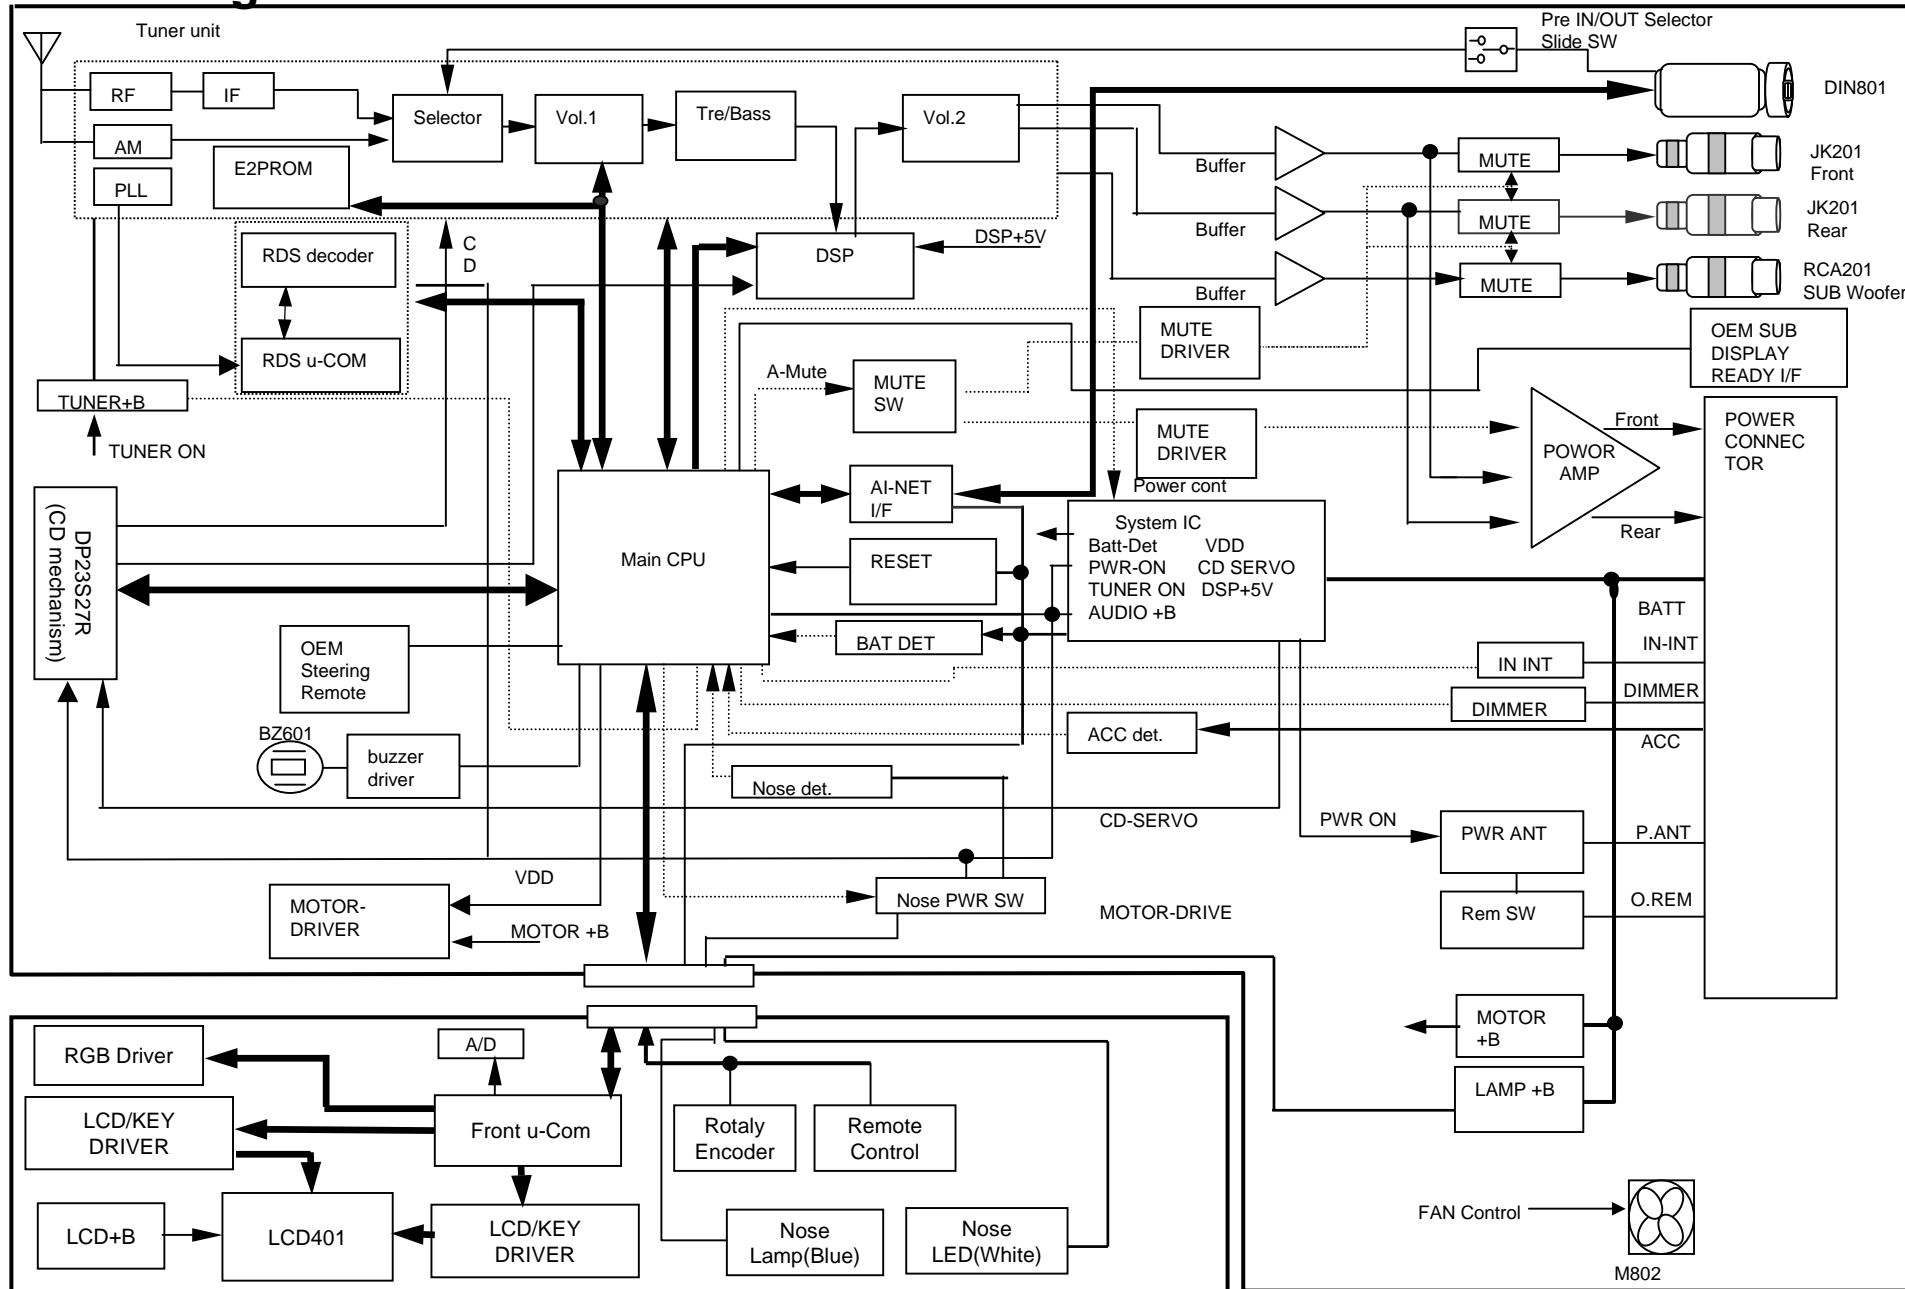 g
Tuner unit
Pre IN/OUT Selector
Slide SW
RF
IF
Selector
Vol.1
Tre/Bass
Vol.2
DIN801
AM
E2PROM
PLL
Buffer
MUTE
JK201
Front
Buffer
MUTE
JK201
Rear
Buffer
MUTE
RCA201
SUB Woofer
RDS decoder
C
D
DSP
DSP+5V
RDS u-COM
MUTE
DRIVER
OEM SUB
DISPLAY
READY I/F
TUNER+B
A-Mute
MUTE
SW
TUNER ON
MUTE
DRIVER
POWOR
AMP
Front
Rear
POWER
CONNEC
TOR
DP23S27R
(CD mechanism)
Main CPU
AI-NET
I/F
Power cont
System IC
Batt-Det VDD
PWR-ON CD SERVO
TUNER ON DSP+5V
AUDIO +B
RESET
BAT DET
BATT
IN-INT
IN INT
DIMMER
DIMMER
ACC
ACC det.
OEM
Steering
Remote
BZ601
buzzer
driver
Nose det.
CD-SERVO
PWR ON
PWR ANT
P.ANT
VDD
Nose PWR SW
MOTOR-DRIVE
Rem SW
O.REM
MOTOR-
DRIVER
MOTOR +B
MOTOR
+B
LAMP +B
RGB Driver
A/D
LCD/KEY
DRIVER
Front u-Com
Rotaly
Encoder
Remote
Control
LCD+B
LCD401
LCD/KEY
DRIVER
Nose
Lamp(Blue)
Nose
LED(White)
FAN Control
M802